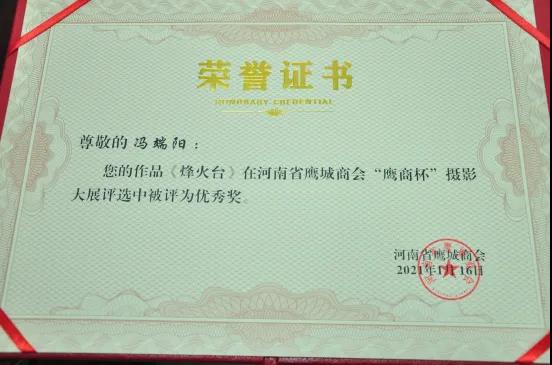 荣誉证书
HONORARY CREDENTIAL
尊敬的冯端阳：
您的作品《烽火台》在河南省鹰城商会“鹰商杯”摄影
大展评选中被评为优秀奖。
河南省鹰城商会
2021年1月16日